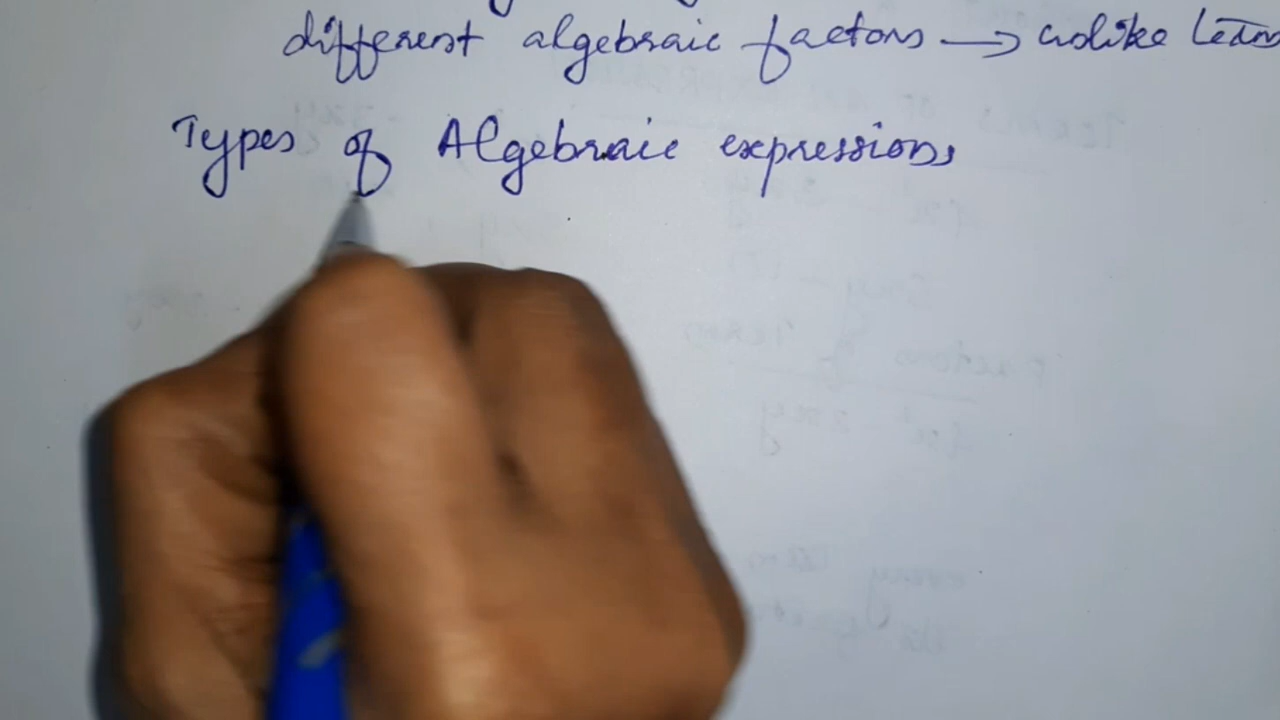 different algebraic factors → unlike terms
Types of Algebraic expressions